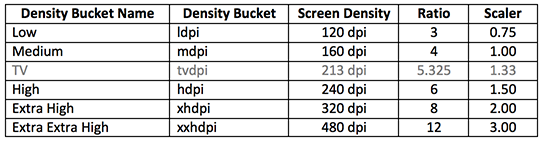 Density Bucket Name Density Bucket Screen Density Ratio Scaler
Low ldpi 120 dpi 3 0.75
Medium mdpi 160 dpi 4 1.00
TV tvdpi 213 dpi 5.325 1.33
High hdpi 240 dpi 6 1.50
Extra High xhdpi 320 dpi 8 2.00
Extra Extra High xxhdpi 480 dpi 12 3.00